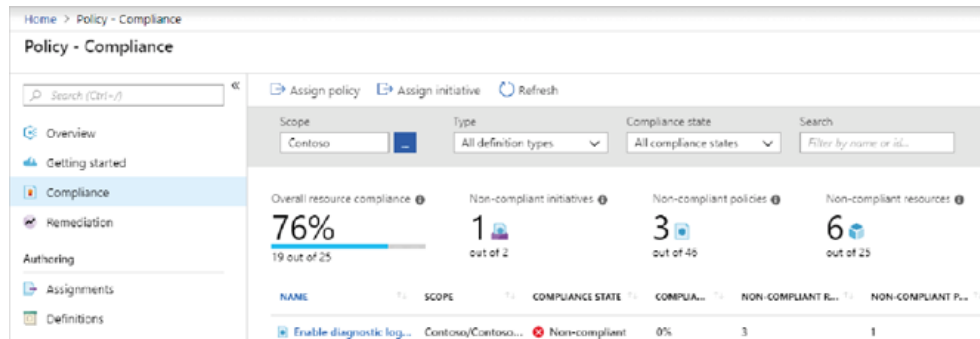 Home > Policy - Compliance
Policy - Compliance
Search (Ctrl+/)
«
Overview
Getting started
Compliance
Remediation
Authoring
Assignments
Definitions
Assign policy Assign initiative Refresh
Scope Type Compliance state Search
Contoso ... All definition types All compliance states Filter by name or id...
Overall resource compliance Non-compliant initiatives Non-compliant policies Non-compliant resources
76% 1 3 6
19 out of 25 out of 2 out of 46 out of 25
NAME SCOPE COMPLIANCE STATE COMPLIA... NON-COMPLIANT R... NON-COMPLIANT P...
Enable diagnostic log... Contoso/Contoso... Non-compliant 0% 3 1